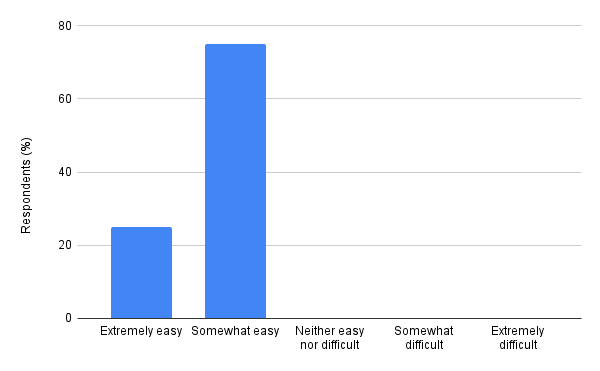 80
60
40
20
0
Respondents (%)
Extremely easy
Somewhat easy
Neither easy
nor difficult
Somewhat
difficult
Extremely
difficult